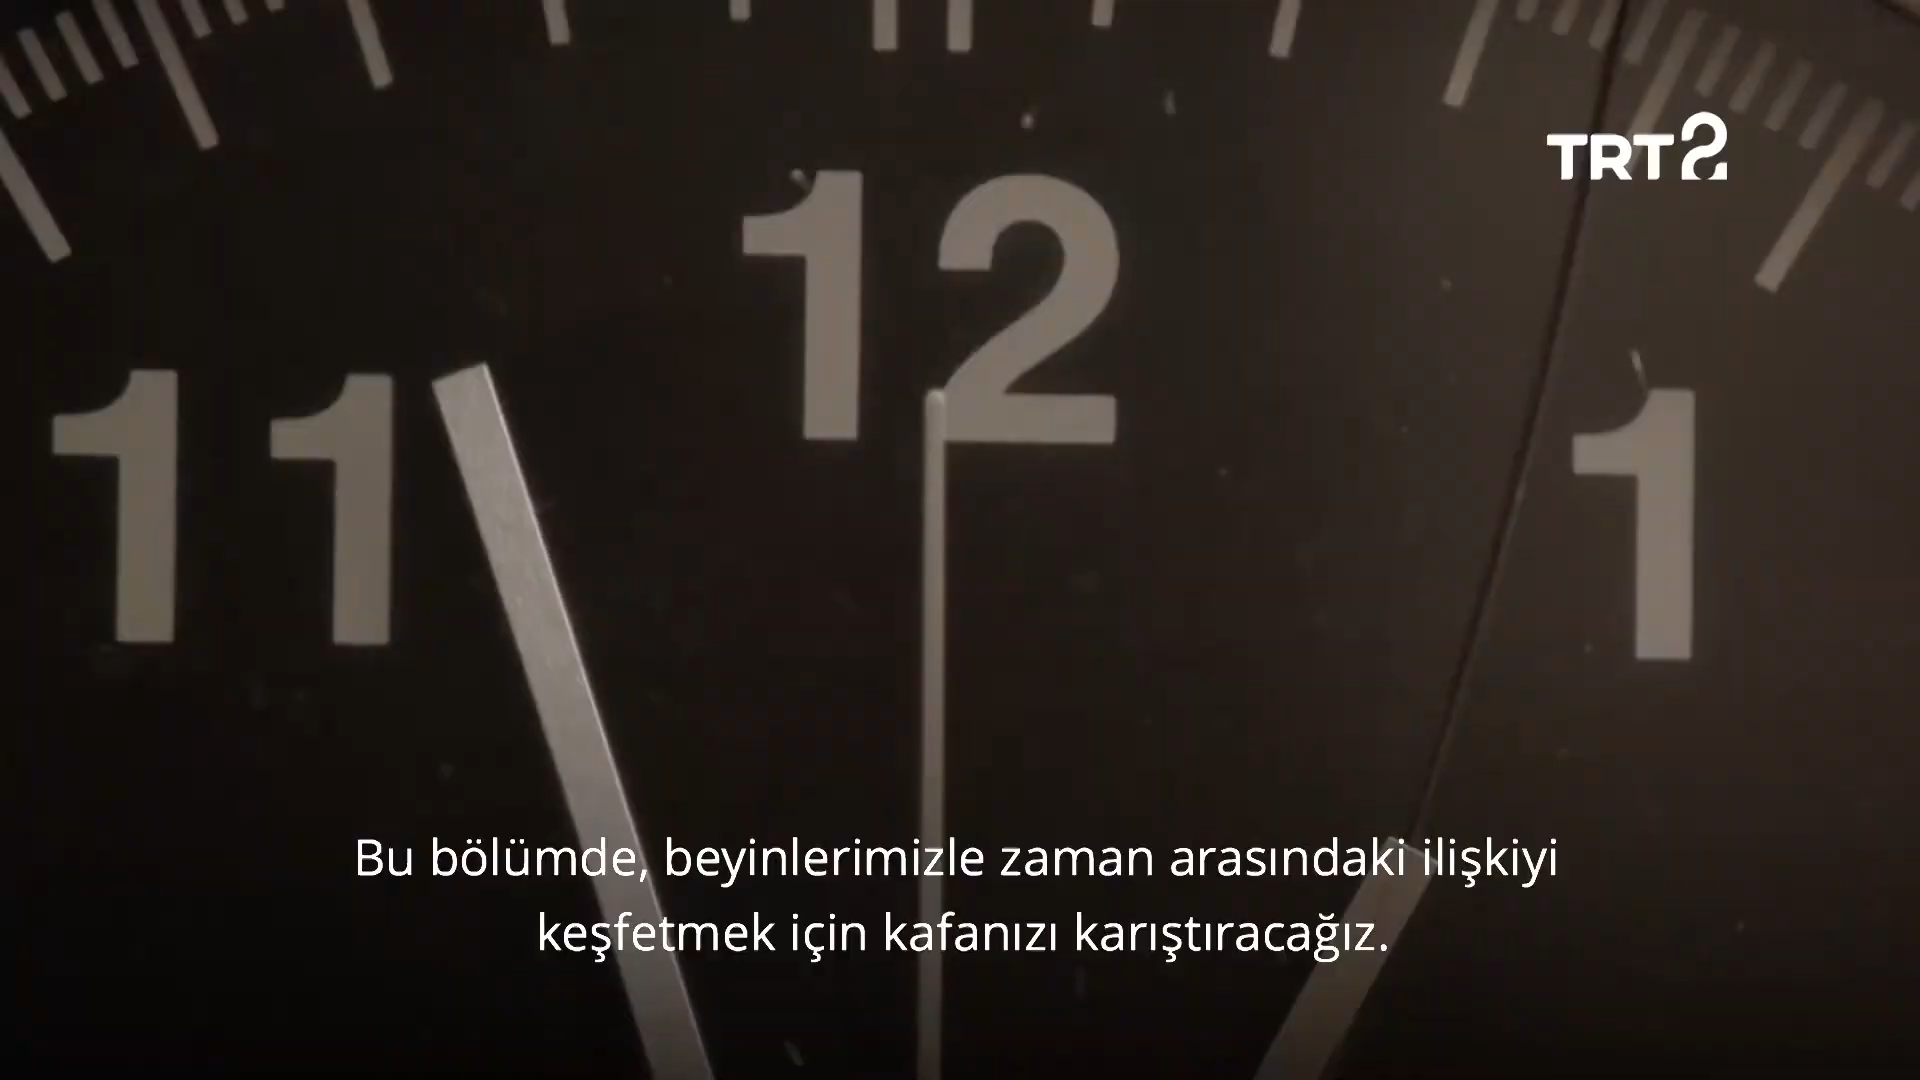 TRT2
12
11
1
Bu bölümde, beyinlerimizle zaman arasındaki ilişkiyi
keşfetmek için kafanızı karıştıracağız.